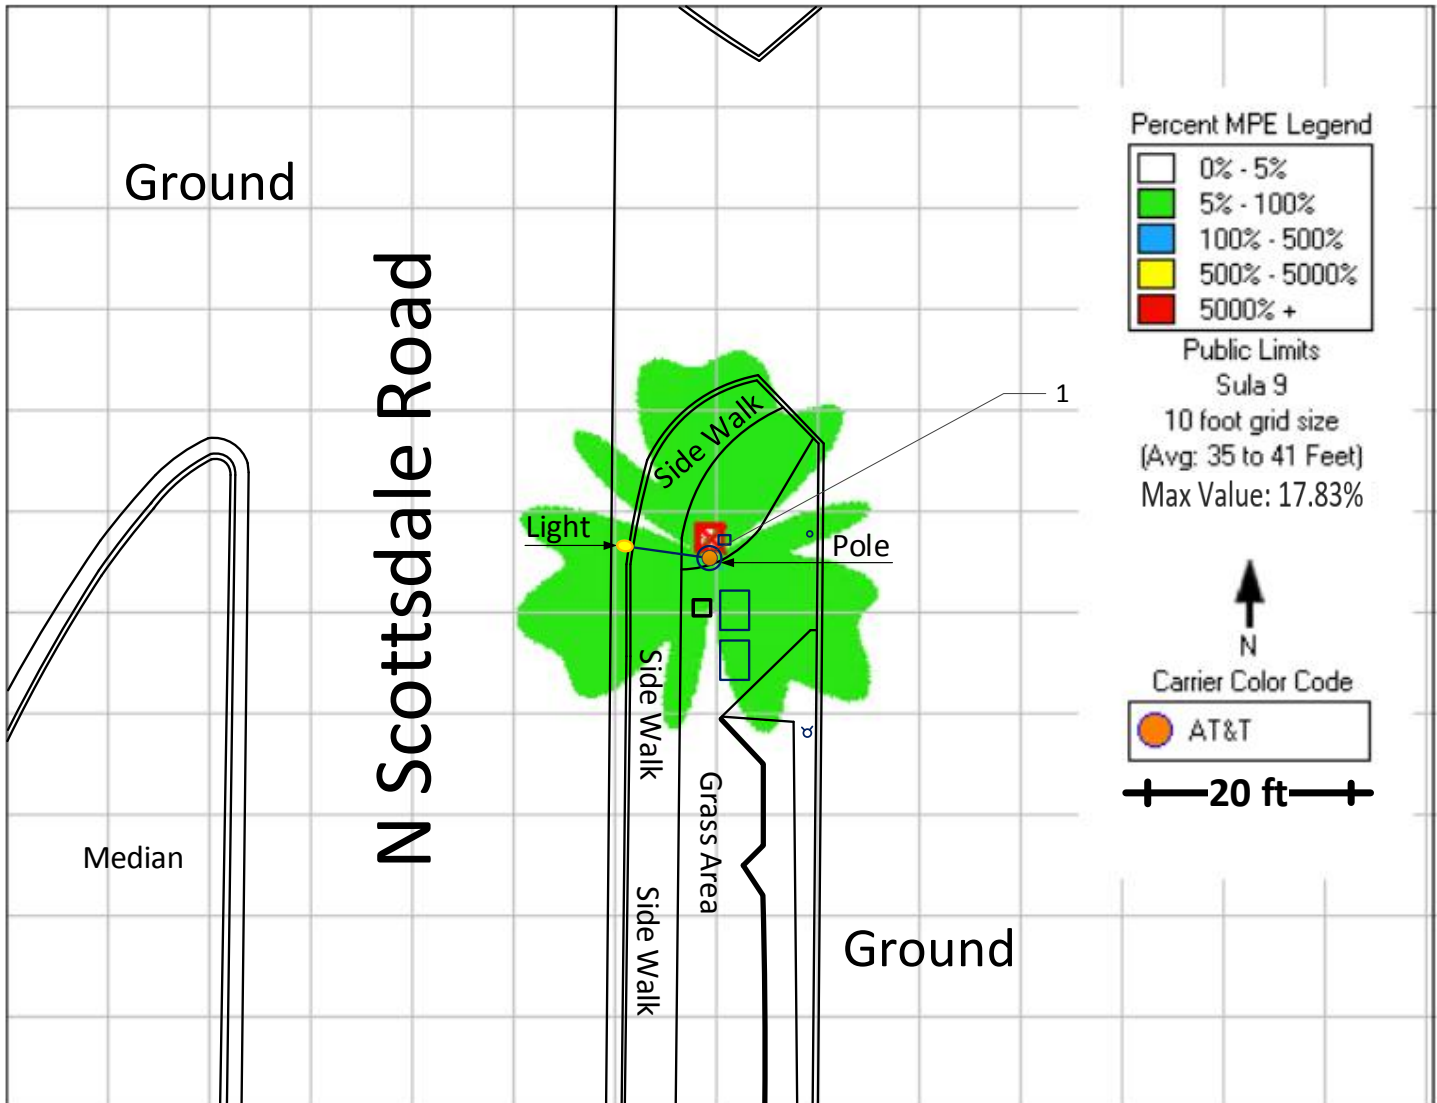 Ground
N Scottsdale Road
Median
Side Walk
Light
Pole
1
Side Walk
Side Walk
Grass Area
Ground
Percent MPE Legend
0% - 5%
5% - 100%
100% - 500%
500% - 5000%
5000% +
Public Limits
Sula 9
10 foot grid size
(Avg: 35 to 41 Feet)
Max Value: 17.83%
N
Carrier Color Code
AT&T
20 ft